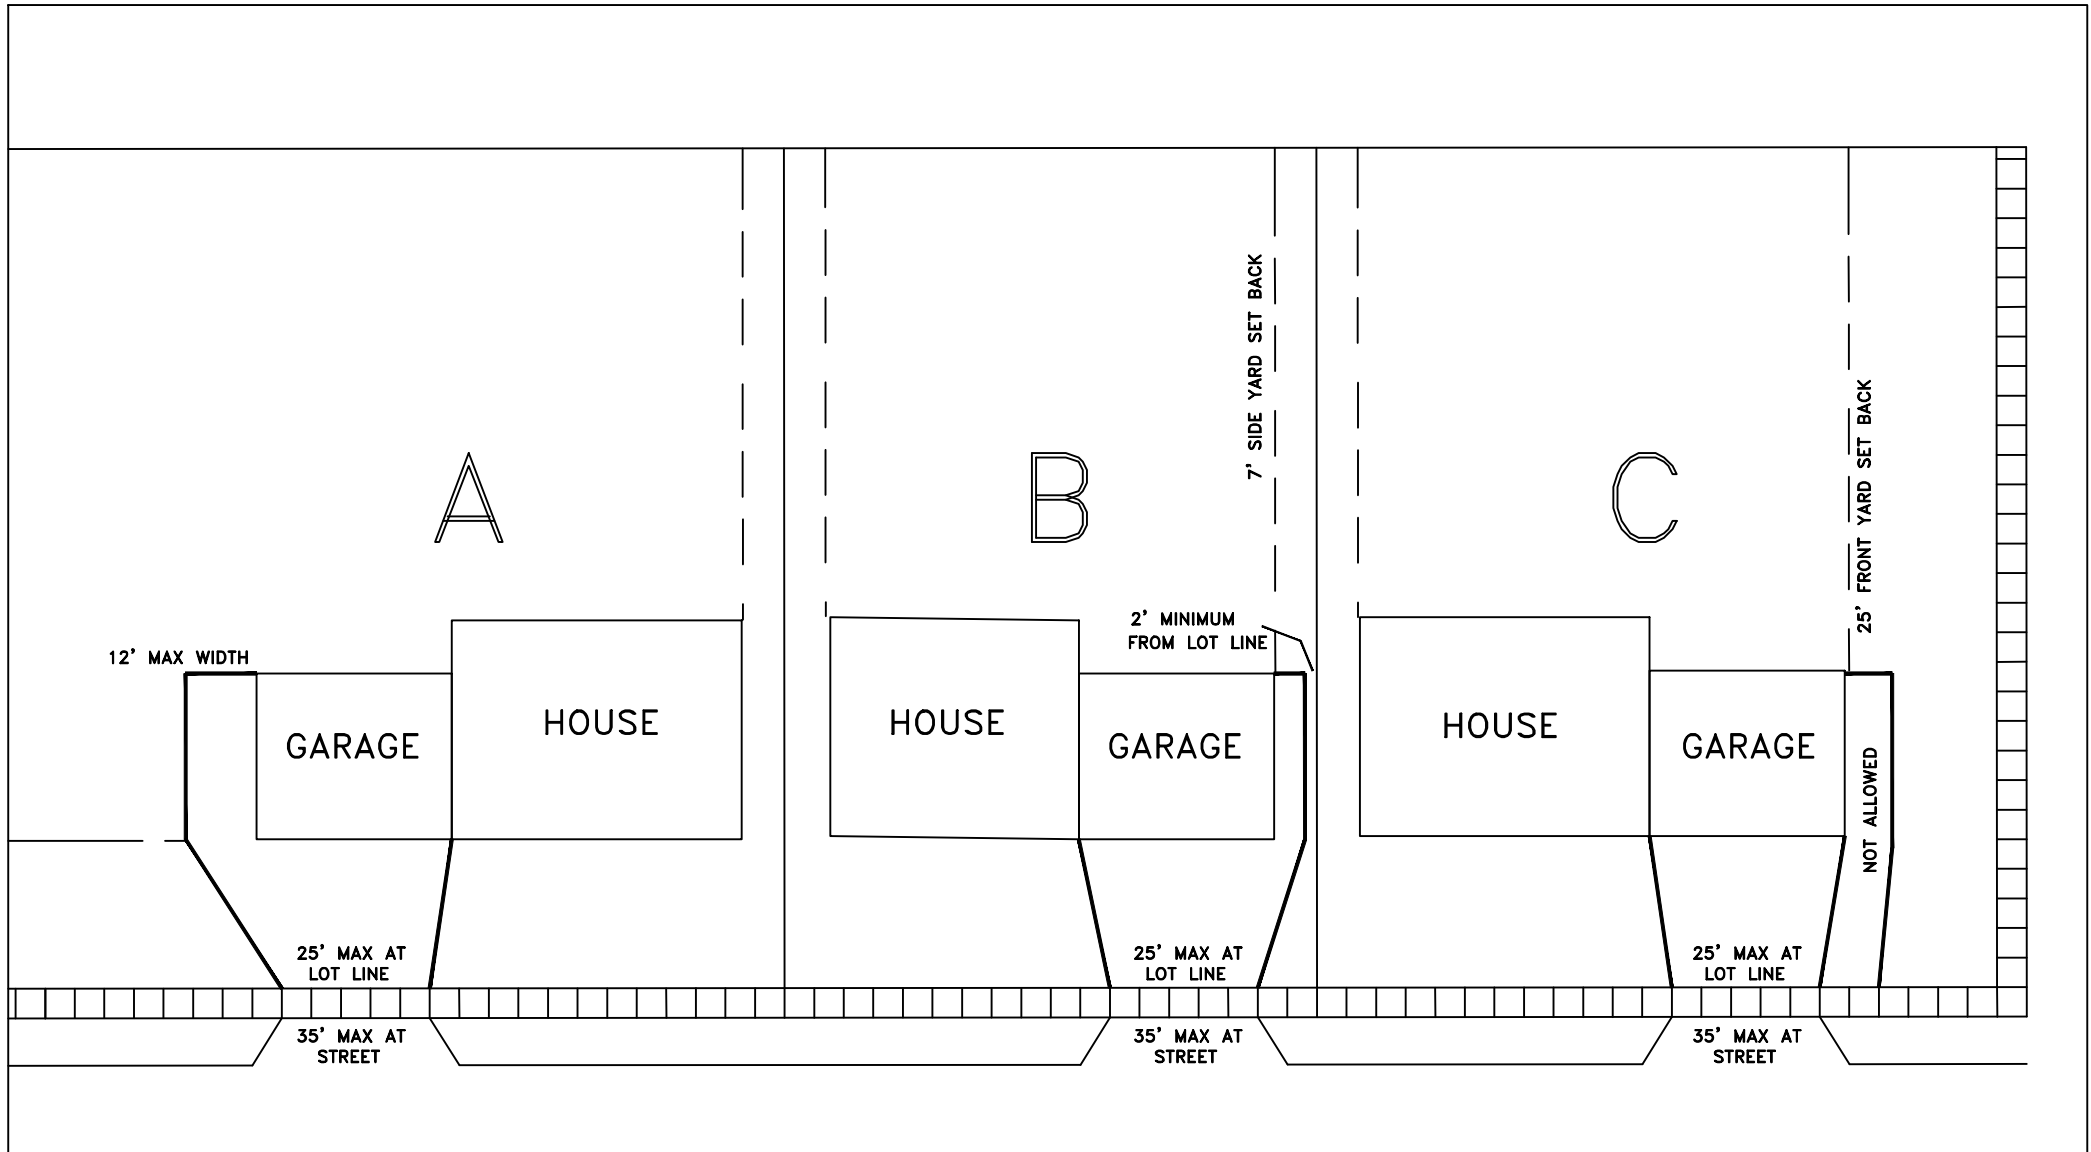 A
B
C
7' SIDE YARD SET BACK
25' FRONT YARD SET BACK
2' MINIMUM
FROM LOT LINE
12' MAX WIDTH
GARAGE
HOUSE
HOUSE
GARAGE
HOUSE
GARAGE
NOT ALLOWED
25' MAX AT
LOT LINE
25' MAX AT
LOT LINE
25' MAX AT
LOT LINE
35' MAX AT
STREET
35' MAX AT
STREET
35' MAX AT
STREET